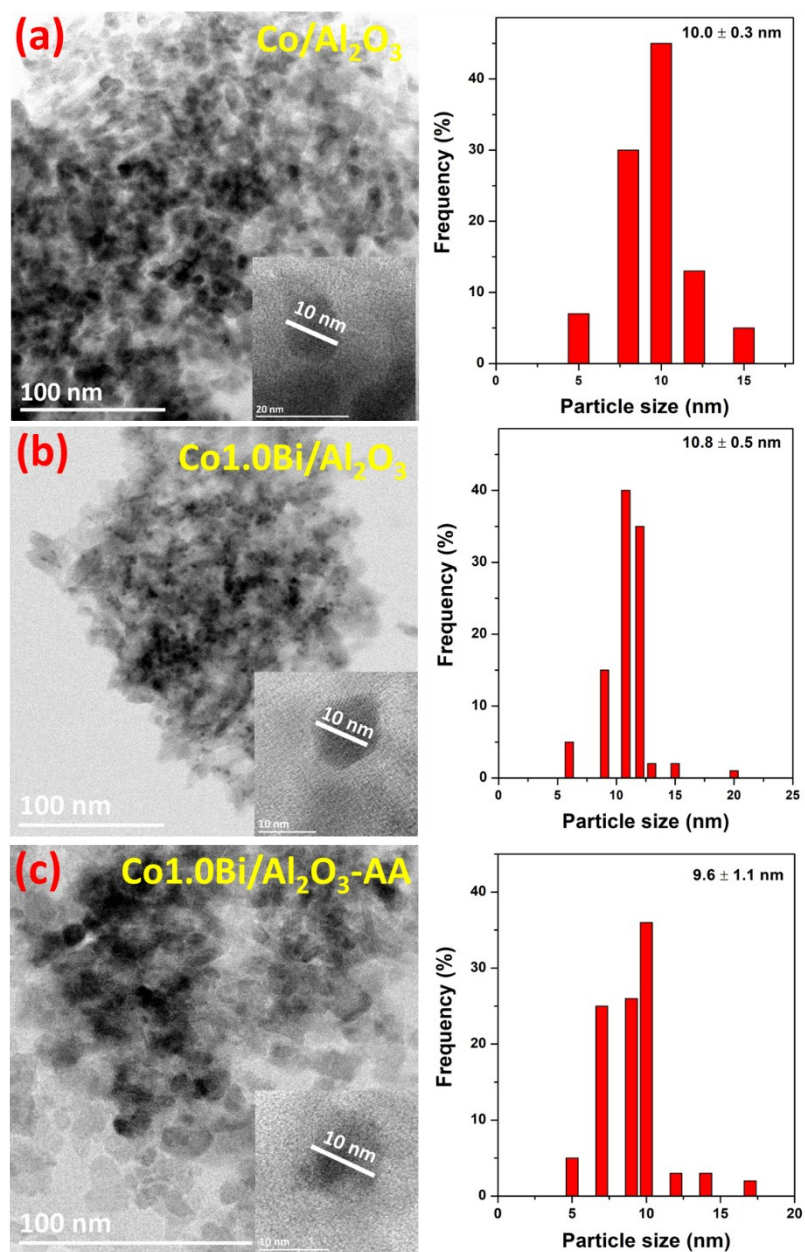 (a)
Co/Al₂O₃
10 nm
100 nm
20 nm
10.0 ± 0.3 nm
Frequency (%)
40
30
20
10
0
5
10
15
Particle size (nm)
(b)
Co1.0Bi/Al₂O₃
10 nm
100 nm
10 nm
10.8 ± 0.5 nm
Frequency (%)
40
30
20
10
0
0
5
10
15
20
25
Particle size (nm)
(c)
Co1.0Bi/Al₂O₃-AA
10 nm
100 nm
10 nm
9.6 ± 1.1 nm
Frequency (%)
40
30
20
10
0
0
5
10
15
20
Particle size (nm)